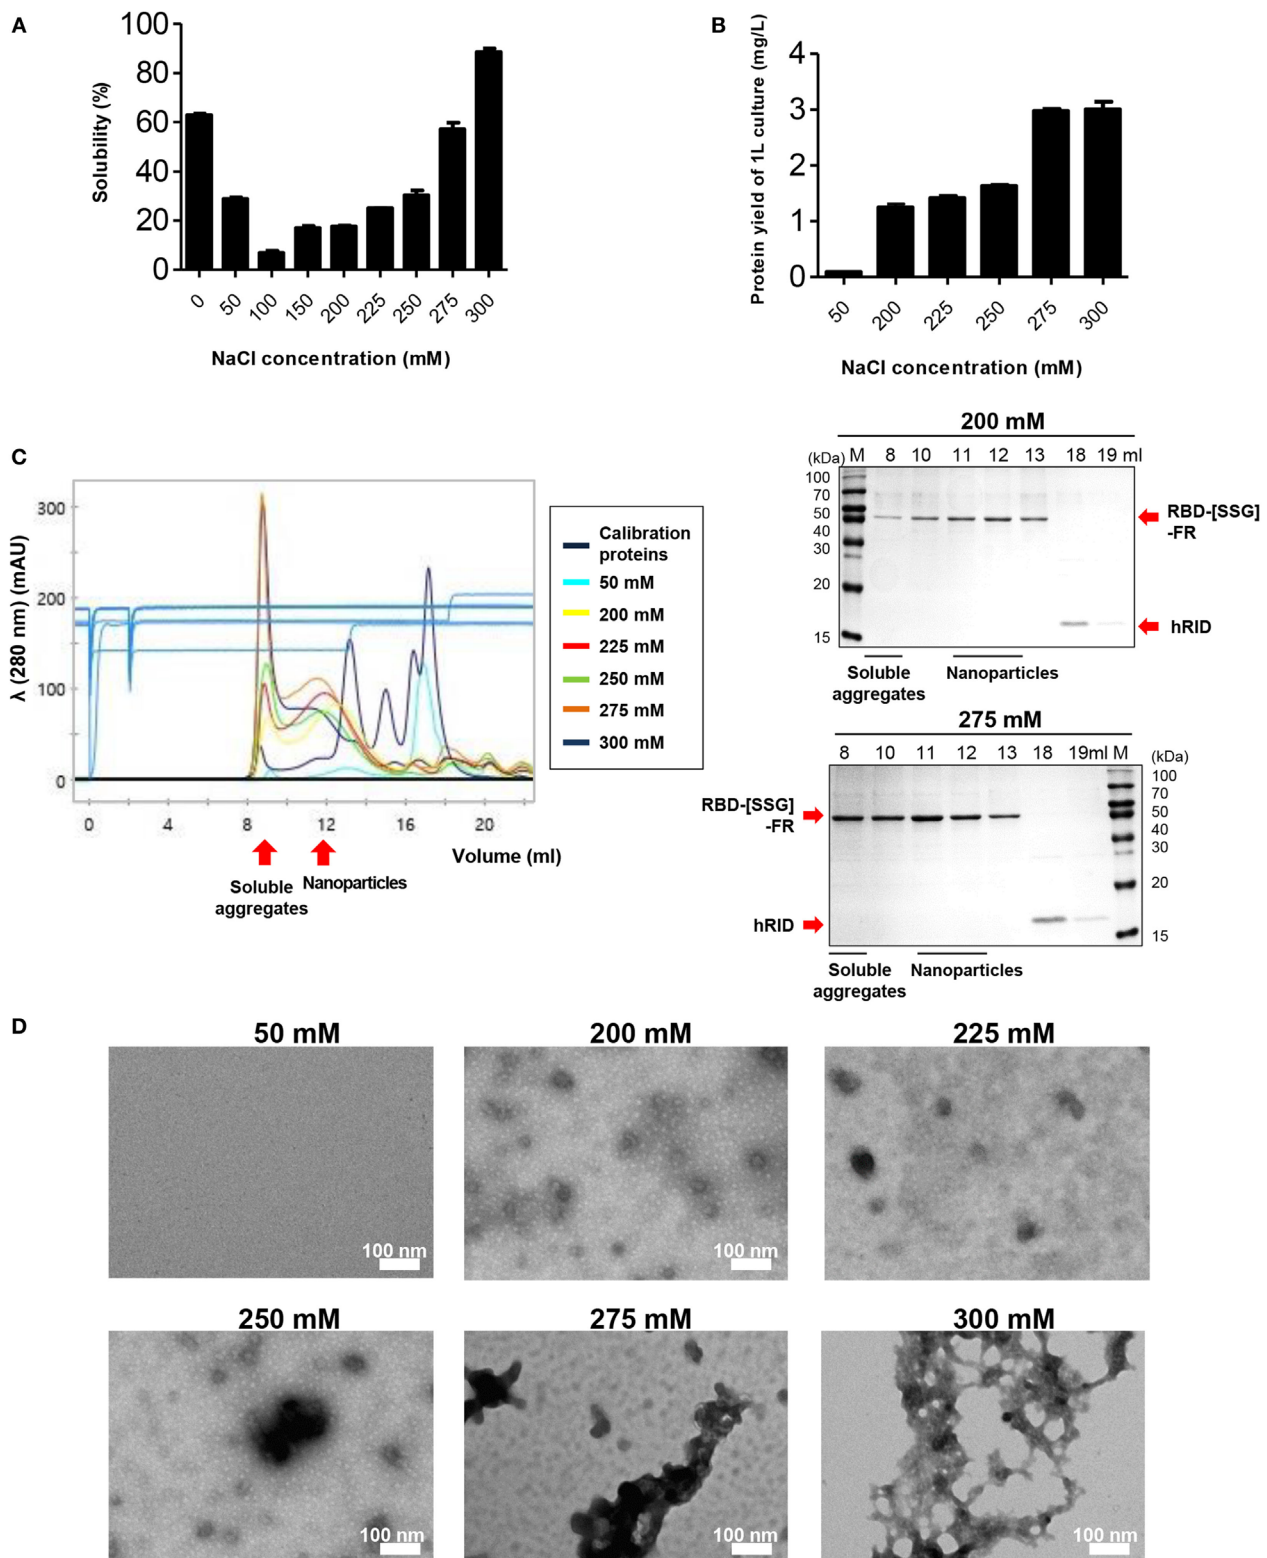 A
100
80
60
40
20
0
Solubility (%)
0 50 100 150 200 225 250 275 300
NaCl concentration (mM)
B
4
3
2
1
0
Protein yield of 1L culture (mg/L)
50 200 225 250 275 300
NaCl concentration (mM)
C
λ (280 nm) (mAU)
300
200
100
0
0 4 8 12 16 20
Volume (ml)
Soluble
aggregates
Nanoparticles
Calibration
proteins
50 mM
200 mM
225 mM
250 mM
275 mM
300 mM
200 mM
(kDa) M 8 10 11 12 13 18 19 ml
100
70
50
40
30
20
15
RBD-[SSG]
-FR
hRID
Soluble
aggregates
Nanoparticles
275 mM
8 10 11 12 13 18 19ml M (kDa)
100
70
50
40
30
20
15
RBD-[SSG]
-FR
hRID
Soluble
aggregates
Nanoparticles
D
50 mM
100 nm
200 mM
100 nm
225 mM
100 nm
250 mM
100 nm
275 mM
100 nm
300 mM
100 nm